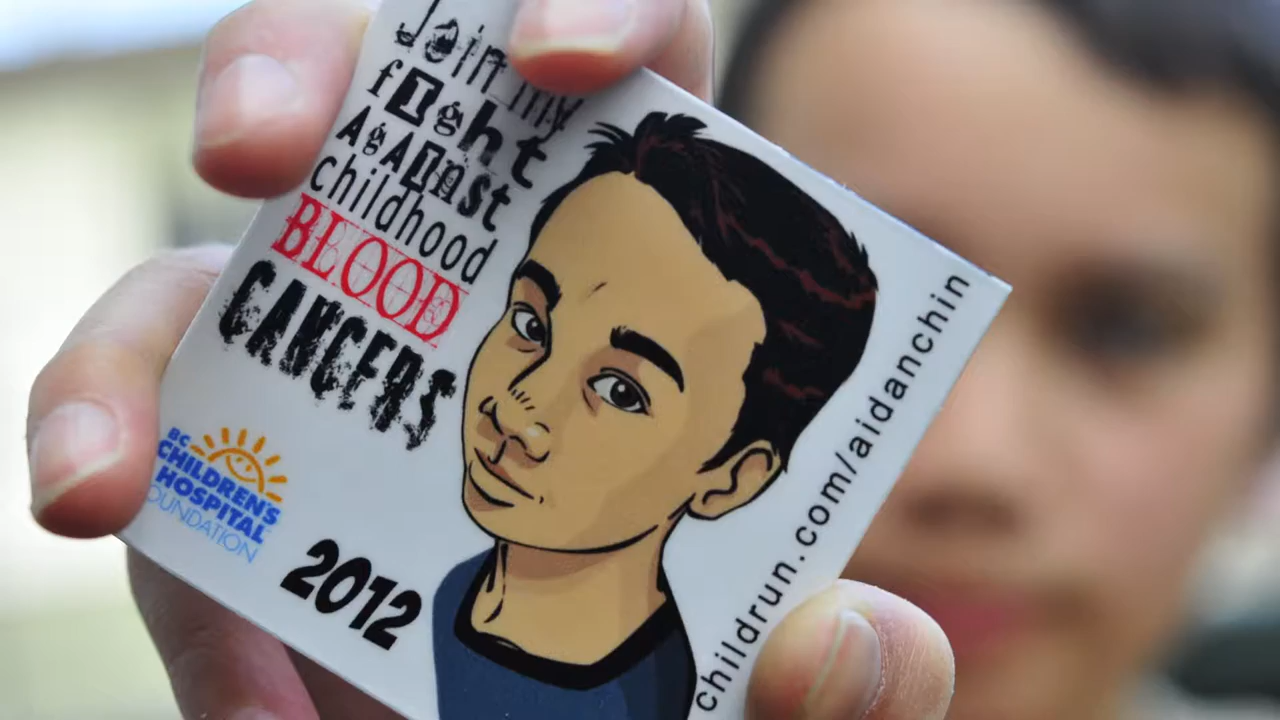 Join my
fight
AgAInst
childhood
BLOOD
CANCERS
BC
CHILDREN'S
HOSPITAL
FOUNDATION
2012
childrun.com/aidanchin